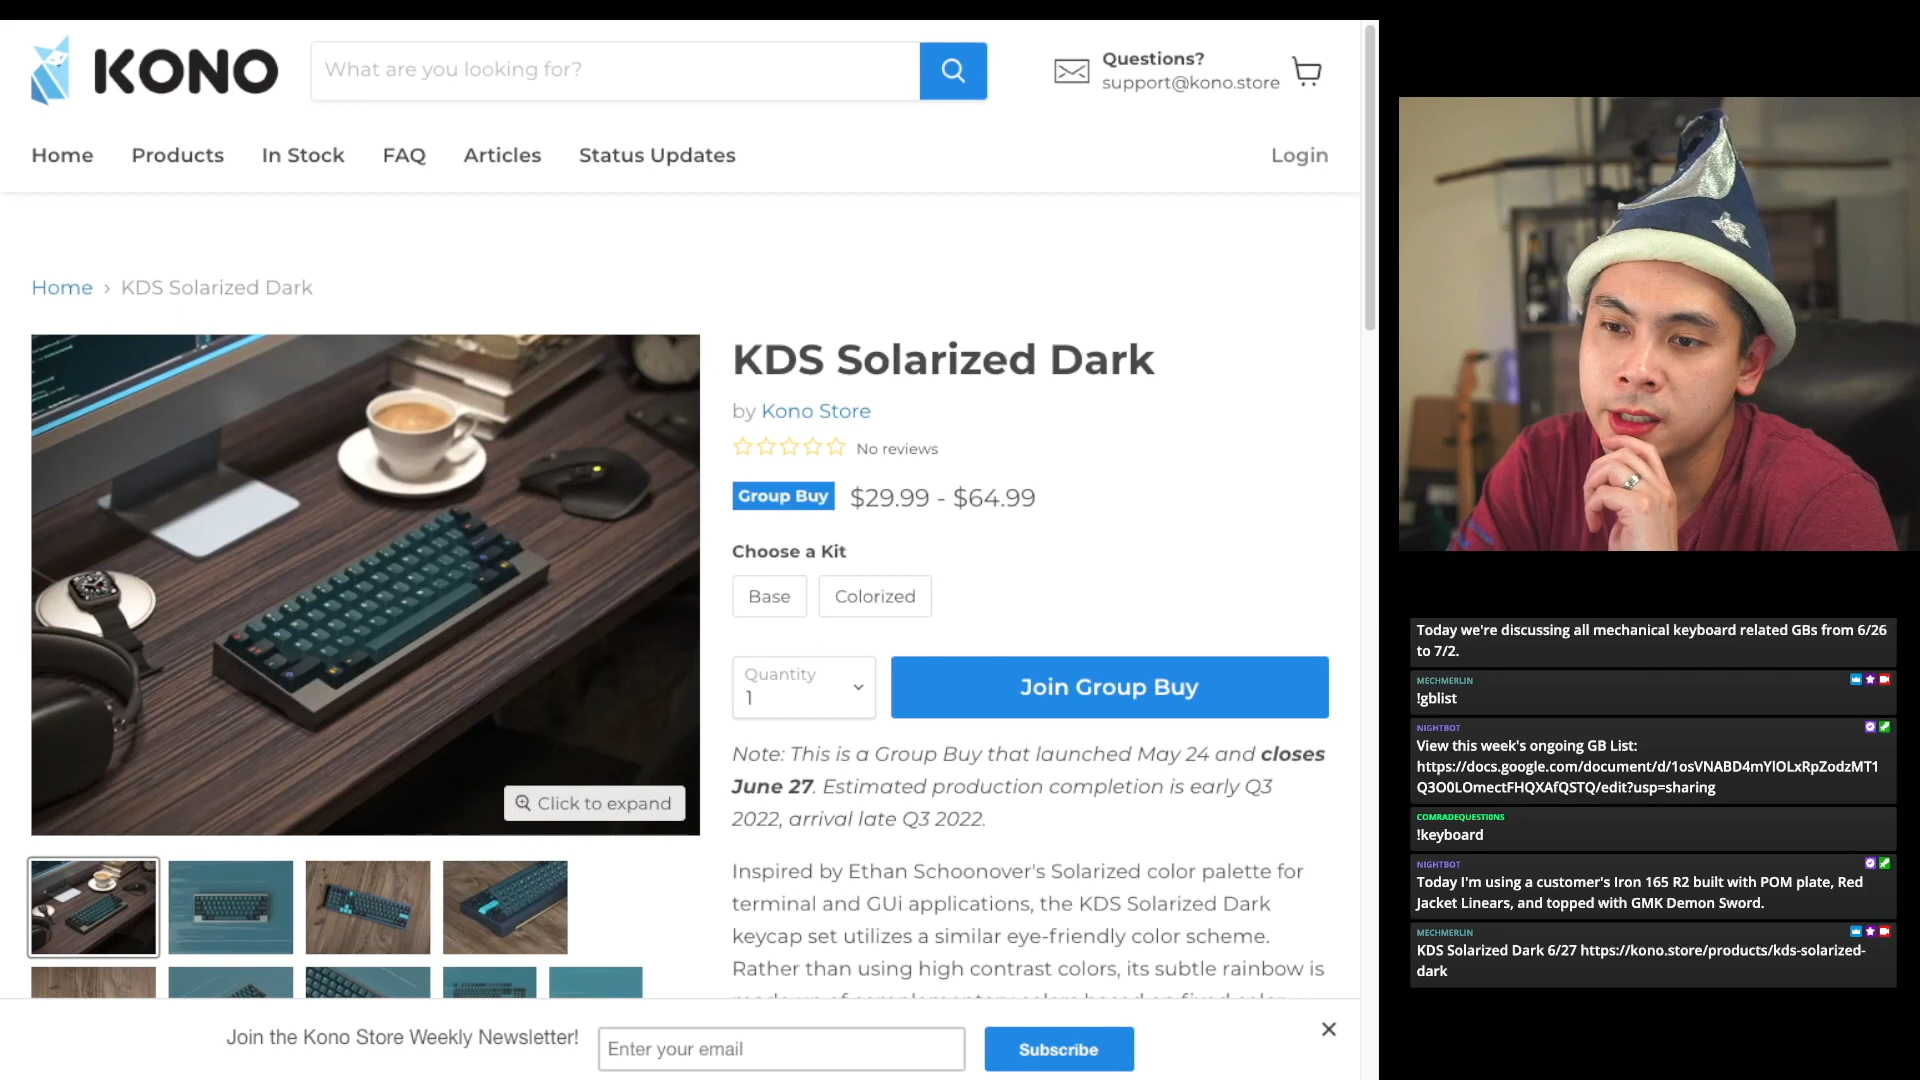 KONO
What are you looking for?
Questions?
support@kono.store
Home
Products
In Stock
FAQ
Articles
Status Updates
Login
Home › KDS Solarized Dark
KDS Solarized Dark
by Kono Store
No reviews
Group Buy
$29.99 - $64.99
Choose a Kit
Base
Colorized
Quantity
1
Join Group Buy
Click to expand
Note: This is a Group Buy that launched May 24 and closes
June 27. Estimated production completion is early Q3
2022, arrival late Q3 2022.
Inspired by Ethan Schoonover's Solarized color palette for
terminal and GUi applications, the KDS Solarized Dark
keycap set utilizes a similar eye-friendly color scheme.
Rather than using high contrast colors, its subtle rainbow is
Join the Kono Store Weekly Newsletter!
Enter your email
Subscribe
Today we're discussing all mechanical keyboard related GBs from 6/26
to 7/2.
MECHMERLIN
!gblist
NIGHTBOT
View this week's ongoing GB List:
https://docs.google.com/document/d/1osVNABD4mYlOLxRpZodzMT1
Q3O0LOmectFHQXAfQSTQ/edit?usp=sharing
COMRADEQUESTIONS
!keyboard
NIGHTBOT
Today I'm using a customer's Iron 165 R2 built with POM plate, Red
Jacket Linears, and topped with GMK Demon Sword.
MECHMERLIN
KDS Solarized Dark 6/27 https://kono.store/products/kds-solarized-
dark